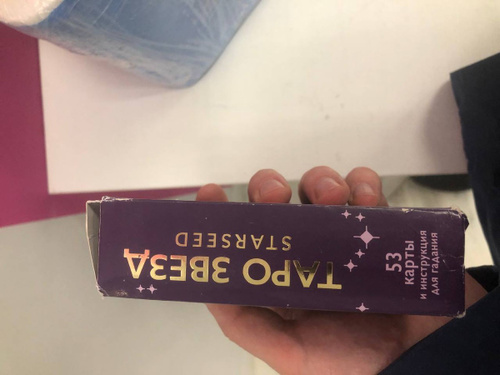 ТАРО ЗВЕЗД
STARSEED
53
карты
и инструкция
для гадания